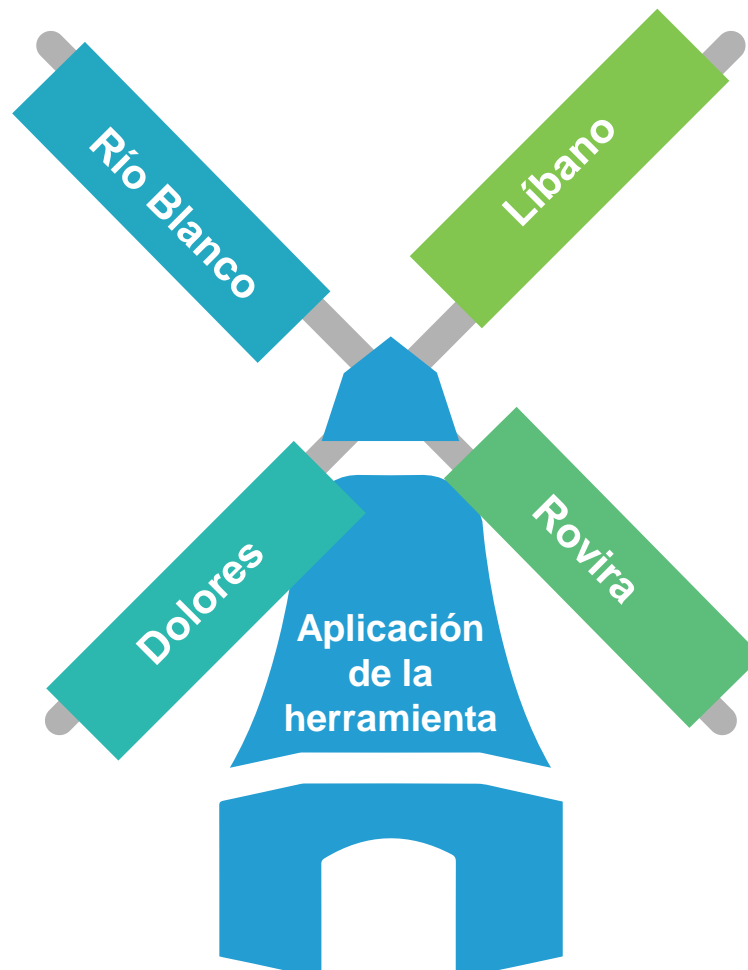 Río Blanco
Líbano
Dolores
Rovira
Aplicación
de la
herramienta